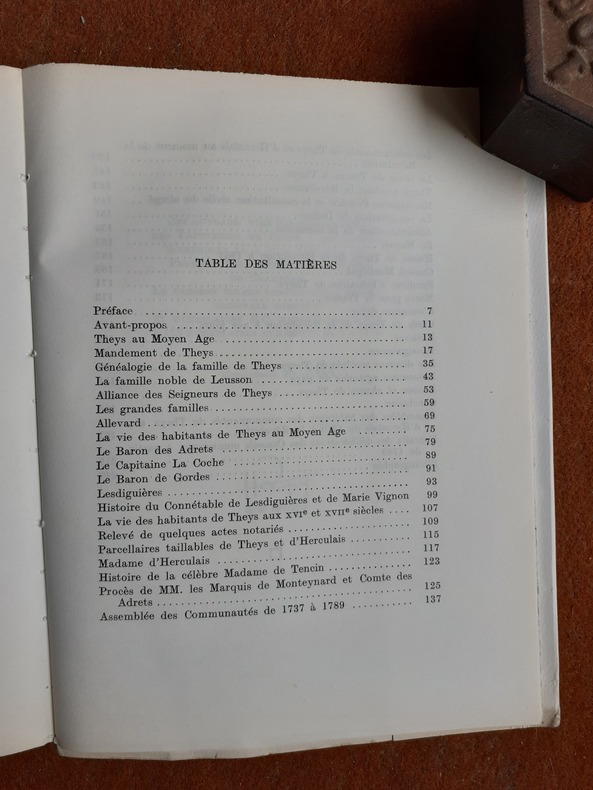 TABLE DES MATIÈRES
Préface ........ 7
Avant-propos ........ 11
Theys au Moyen Age ........ 13
Mandement de Theys ........ 17
Généalogie de la famille de Theys ........ 35
La famille noble de Leusson ........ 43
Alliance des Seigneurs de Theys ........ 53
Les grandes familles ........ 59
Allevard ........ 69
La vie des habitants de Theys au Moyen Age ........ 75
Le Baron des Adrets ........ 79
Le Capitaine La Coche ........ 89
Le Baron de Gordes ........ 91
Lesdiguières ........ 93
Histoire du Connétable de Lesdiguières et de Marie Vignon 99
La vie des habitants de Theys aux XVIe et XVIIe siècles .... 107
Relevé de quelques actes notariés ........ 109
Parcellaires taillables de Theys et d'Herculais ........ 115
Madame d'Herculais ........ 117
Histoire de la célèbre Madame de Tencin ........ 123
Procès de MM. les Marquis de Monteynard et Comte des
Adrets ........ 125
Assemblée des Communautés de 1737 à 1789 ........ 137